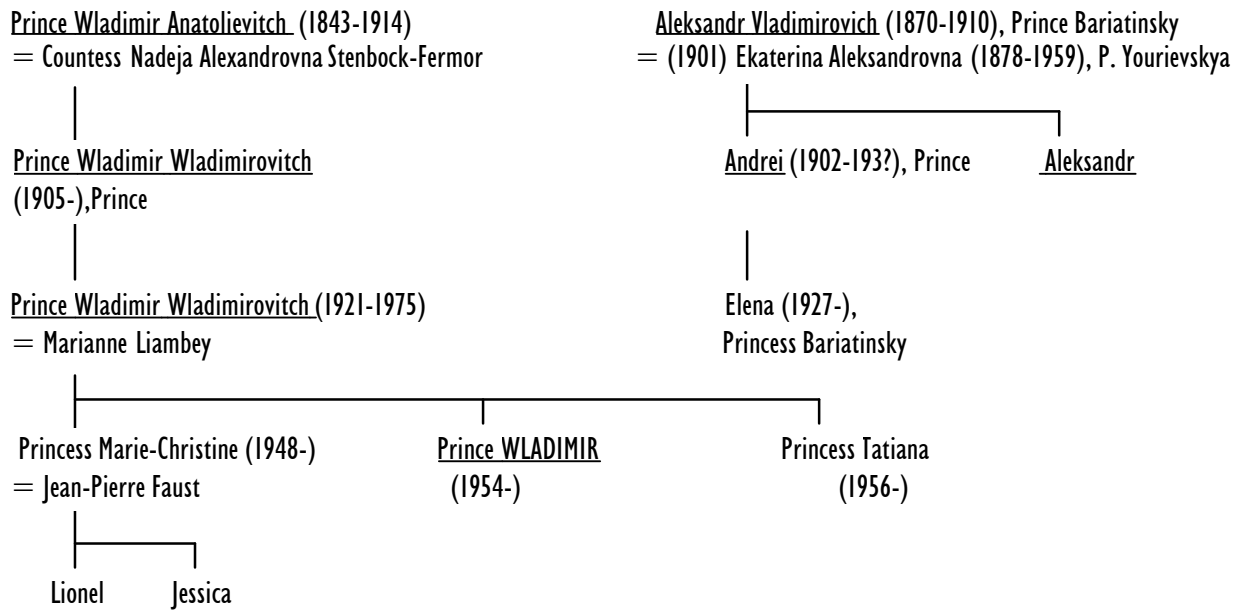 Prince Wladimir Anatolievitch (1843-1914)
= Countess Nadeja Alexandrovna Stenbock-Fermor
Aleksandr Vladimirovich (1870-1910), Prince Bariatinsky
= (1901) Ekaterina Aleksandrovna (1878-1959), P. Yourievskya
Prince Wladimir Wladimirovitch
(1905-),Prince
Andrei (1902-193?), Prince
Aleksandr
Prince Wladimir Wladimirovitch (1921-1975)
= Marianne Liambey
Elena (1927-),
Princess Bariatinsky
Princess Marie-Christine (1948-)
= Jean-Pierre Faust
Prince WLADIMIR
(1954-)
Princess Tatiana
(1956-)
Lionel
Jessica